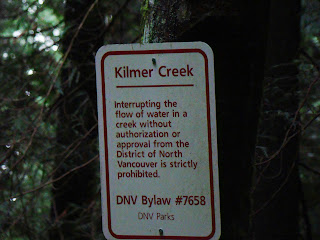 Kilmer Creek
Interrupting the
flow of water in a
creek without
authorization or
approval from the
District of North
Vancouver is strictly
prohibited.
DNV Bylaw #7658
DNV Parks